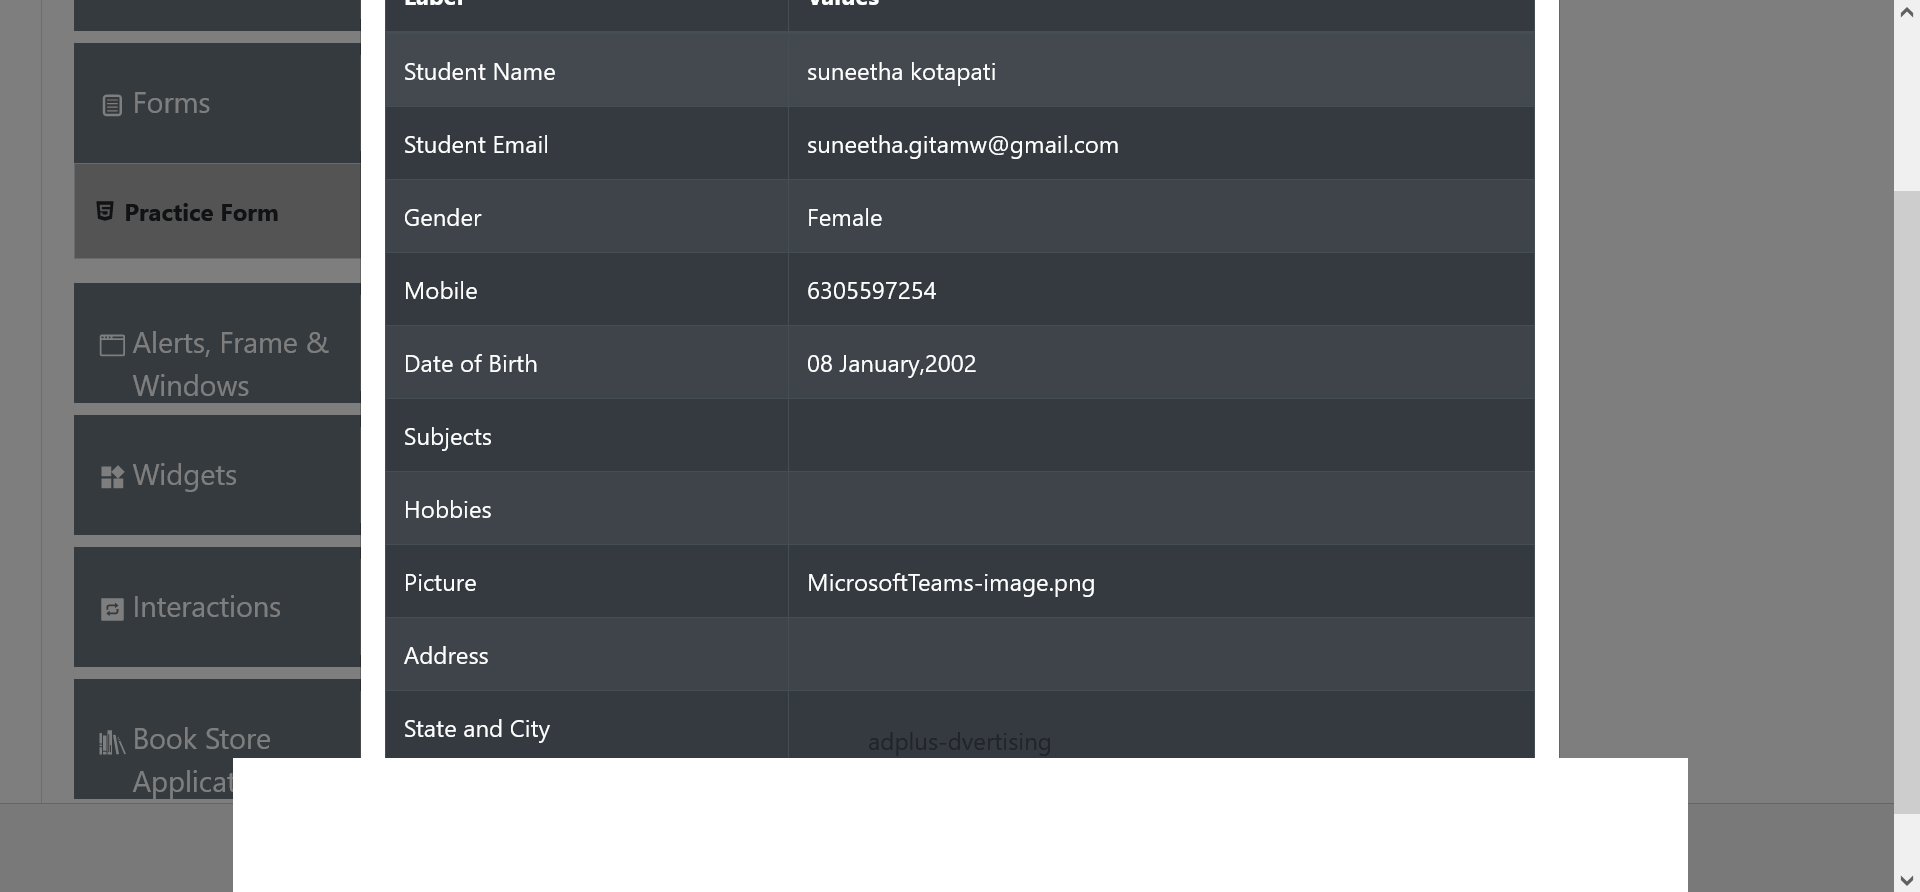 Label Values
Forms
Practice Form
Alerts, Frame &
Windows
Widgets
Interactions
Book Store
Applicat
Student Name suneetha kotapati
Student Email suneetha.gitamw@gmail.com
Gender Female
Mobile 6305597254
Date of Birth 08 January,2002
Subjects
Hobbies
Picture MicrosoftTeams-image.png
Address
State and City
adplus-dvertising